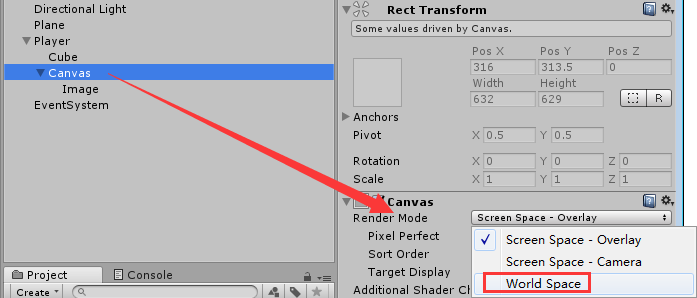 Directional Light
Plane
Player
Cube
Canvas
Image
EventSystem
Project
Console
Create
Rect Transform
Some values driven by Canvas.
Pos X Pos Y Pos Z
316 313.5 0
Width Height
632 629
R
Anchors
Pivot X 0.5 Y 0.5
Rotation X 0 Y 0 Z 0
Scale X 1 Y 1 Z 1
Canvas
Render Mode Screen Space - Overlay
Pixel Perfect
Sort Order
Target Display
Additional Shader Ch
Screen Space - Overlay
Screen Space - Camera
World Space